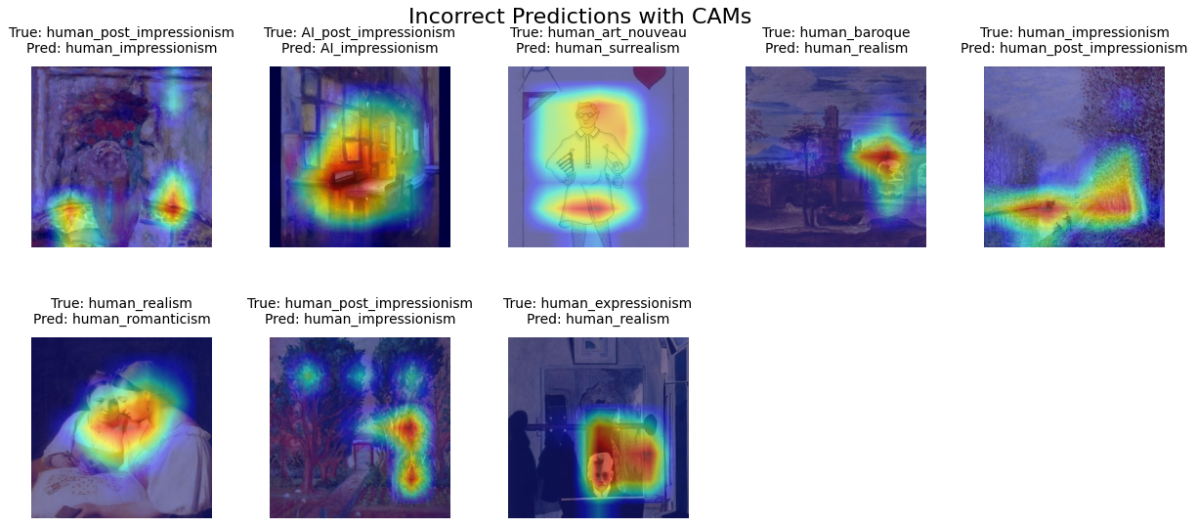 Incorrect Predictions with CAMs
True: human_post_impressionism
Pred: human_impressionism
True: AI_post_impressionism
Pred: AI_impressionism
True: human_art_nouveau
Pred: human_surrealism
True: human_baroque
Pred: human_realism
True: human_impressionism
Pred: human_post_impressionism
True: human_realism
Pred: human_romanticism
True: human_post_impressionism
Pred: human_impressionism
True: human_expressionism
Pred: human_realism